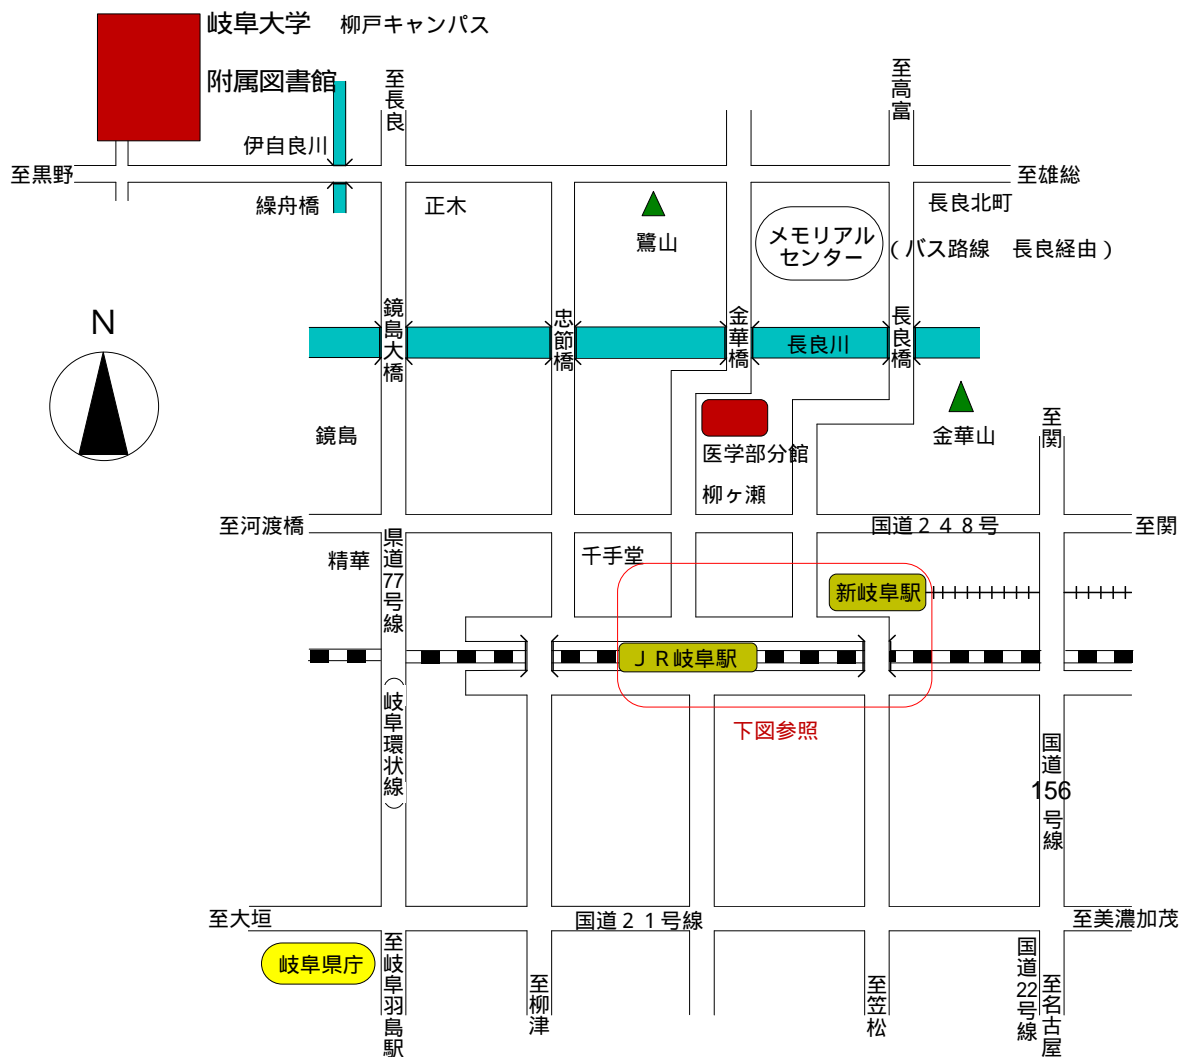 岐阜大学 柳戸キャンパス
附属図書館
至長良
至高富
伊自良川
至黒野
至雄総
繰舟橋
正木
長良北町
鷺山
メモリアル
センター
(バス路線 長良経由)
N
鏡島大橋
忠節橋
金華橋
長良川
長良橋
鏡島
金華山
至関
医学部分館
柳ヶ瀬
至河渡橋
国道248号
至関
精華
県道77号線
千手堂
新岐阜駅
JR岐阜駅
(岐阜環状線)
下図参照
国道156号線
至大垣
国道21号線
至美濃加茂
岐阜県庁
至岐阜羽島駅
至柳津
至笠松
国道22号線
至名古屋